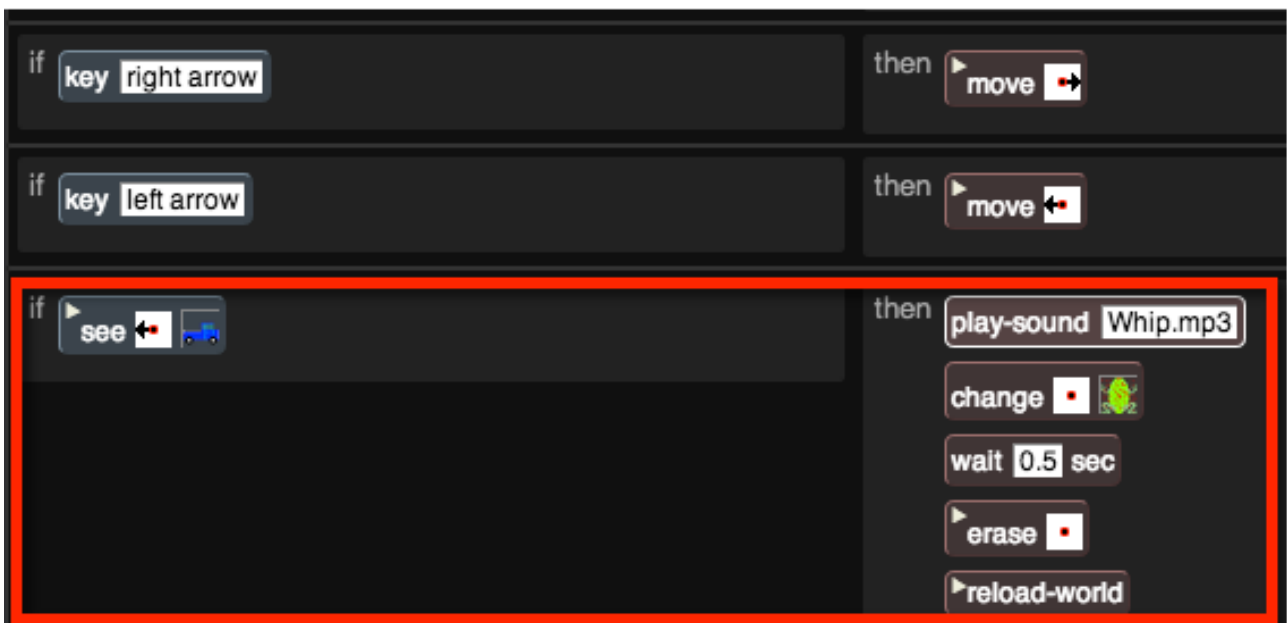 if key right arrow then move
if key left arrow then move
if see then play-sound Whip.mp3
change
wait 0.5 sec
erase
reload-world